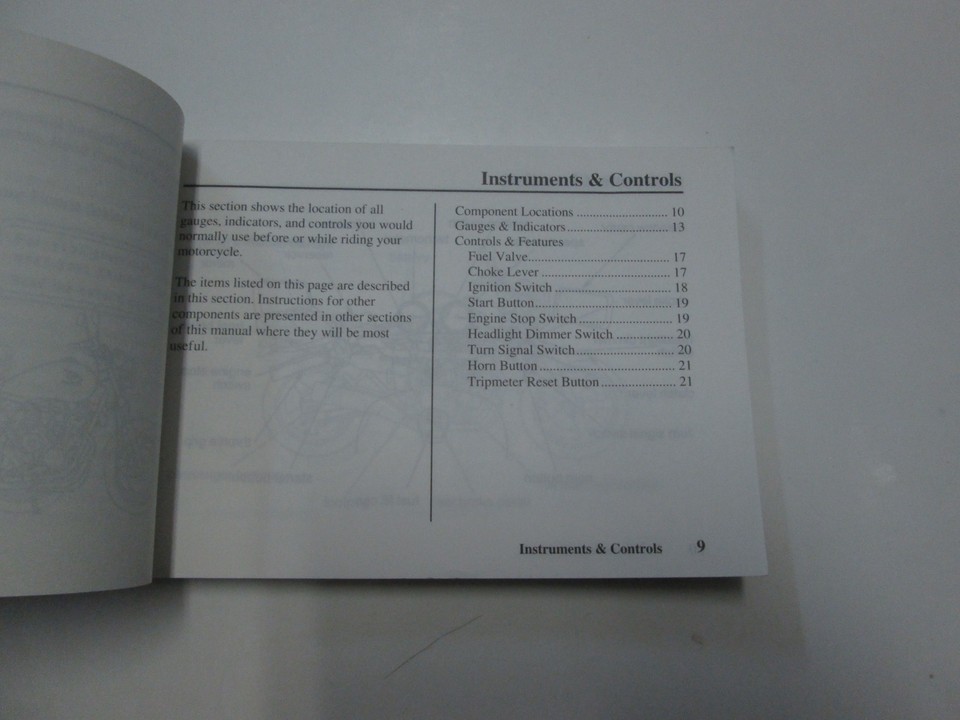 Instruments & Controls
This section shows the location of all
gauges, indicators, and controls you would
normally use before or while riding your
motorcycle.
The items listed on this page are described
in this section. Instructions for other
components are presented in other sections
of this manual where they will be most
useful.
Component Locations ............................ 10
Gauges & Indicators............................... 13
Controls & Features
Fuel Valve........................................... 17
Choke Lever ....................................... 17
Ignition Switch ................................... 18
Start Button......................................... 19
Engine Stop Switch ............................ 19
Headlight Dimmer Switch ................. 20
Turn Signal Switch............................. 20
Horn Button ......................................... 21
Tripmeter Reset Button....................... 21
Instruments & Controls 9